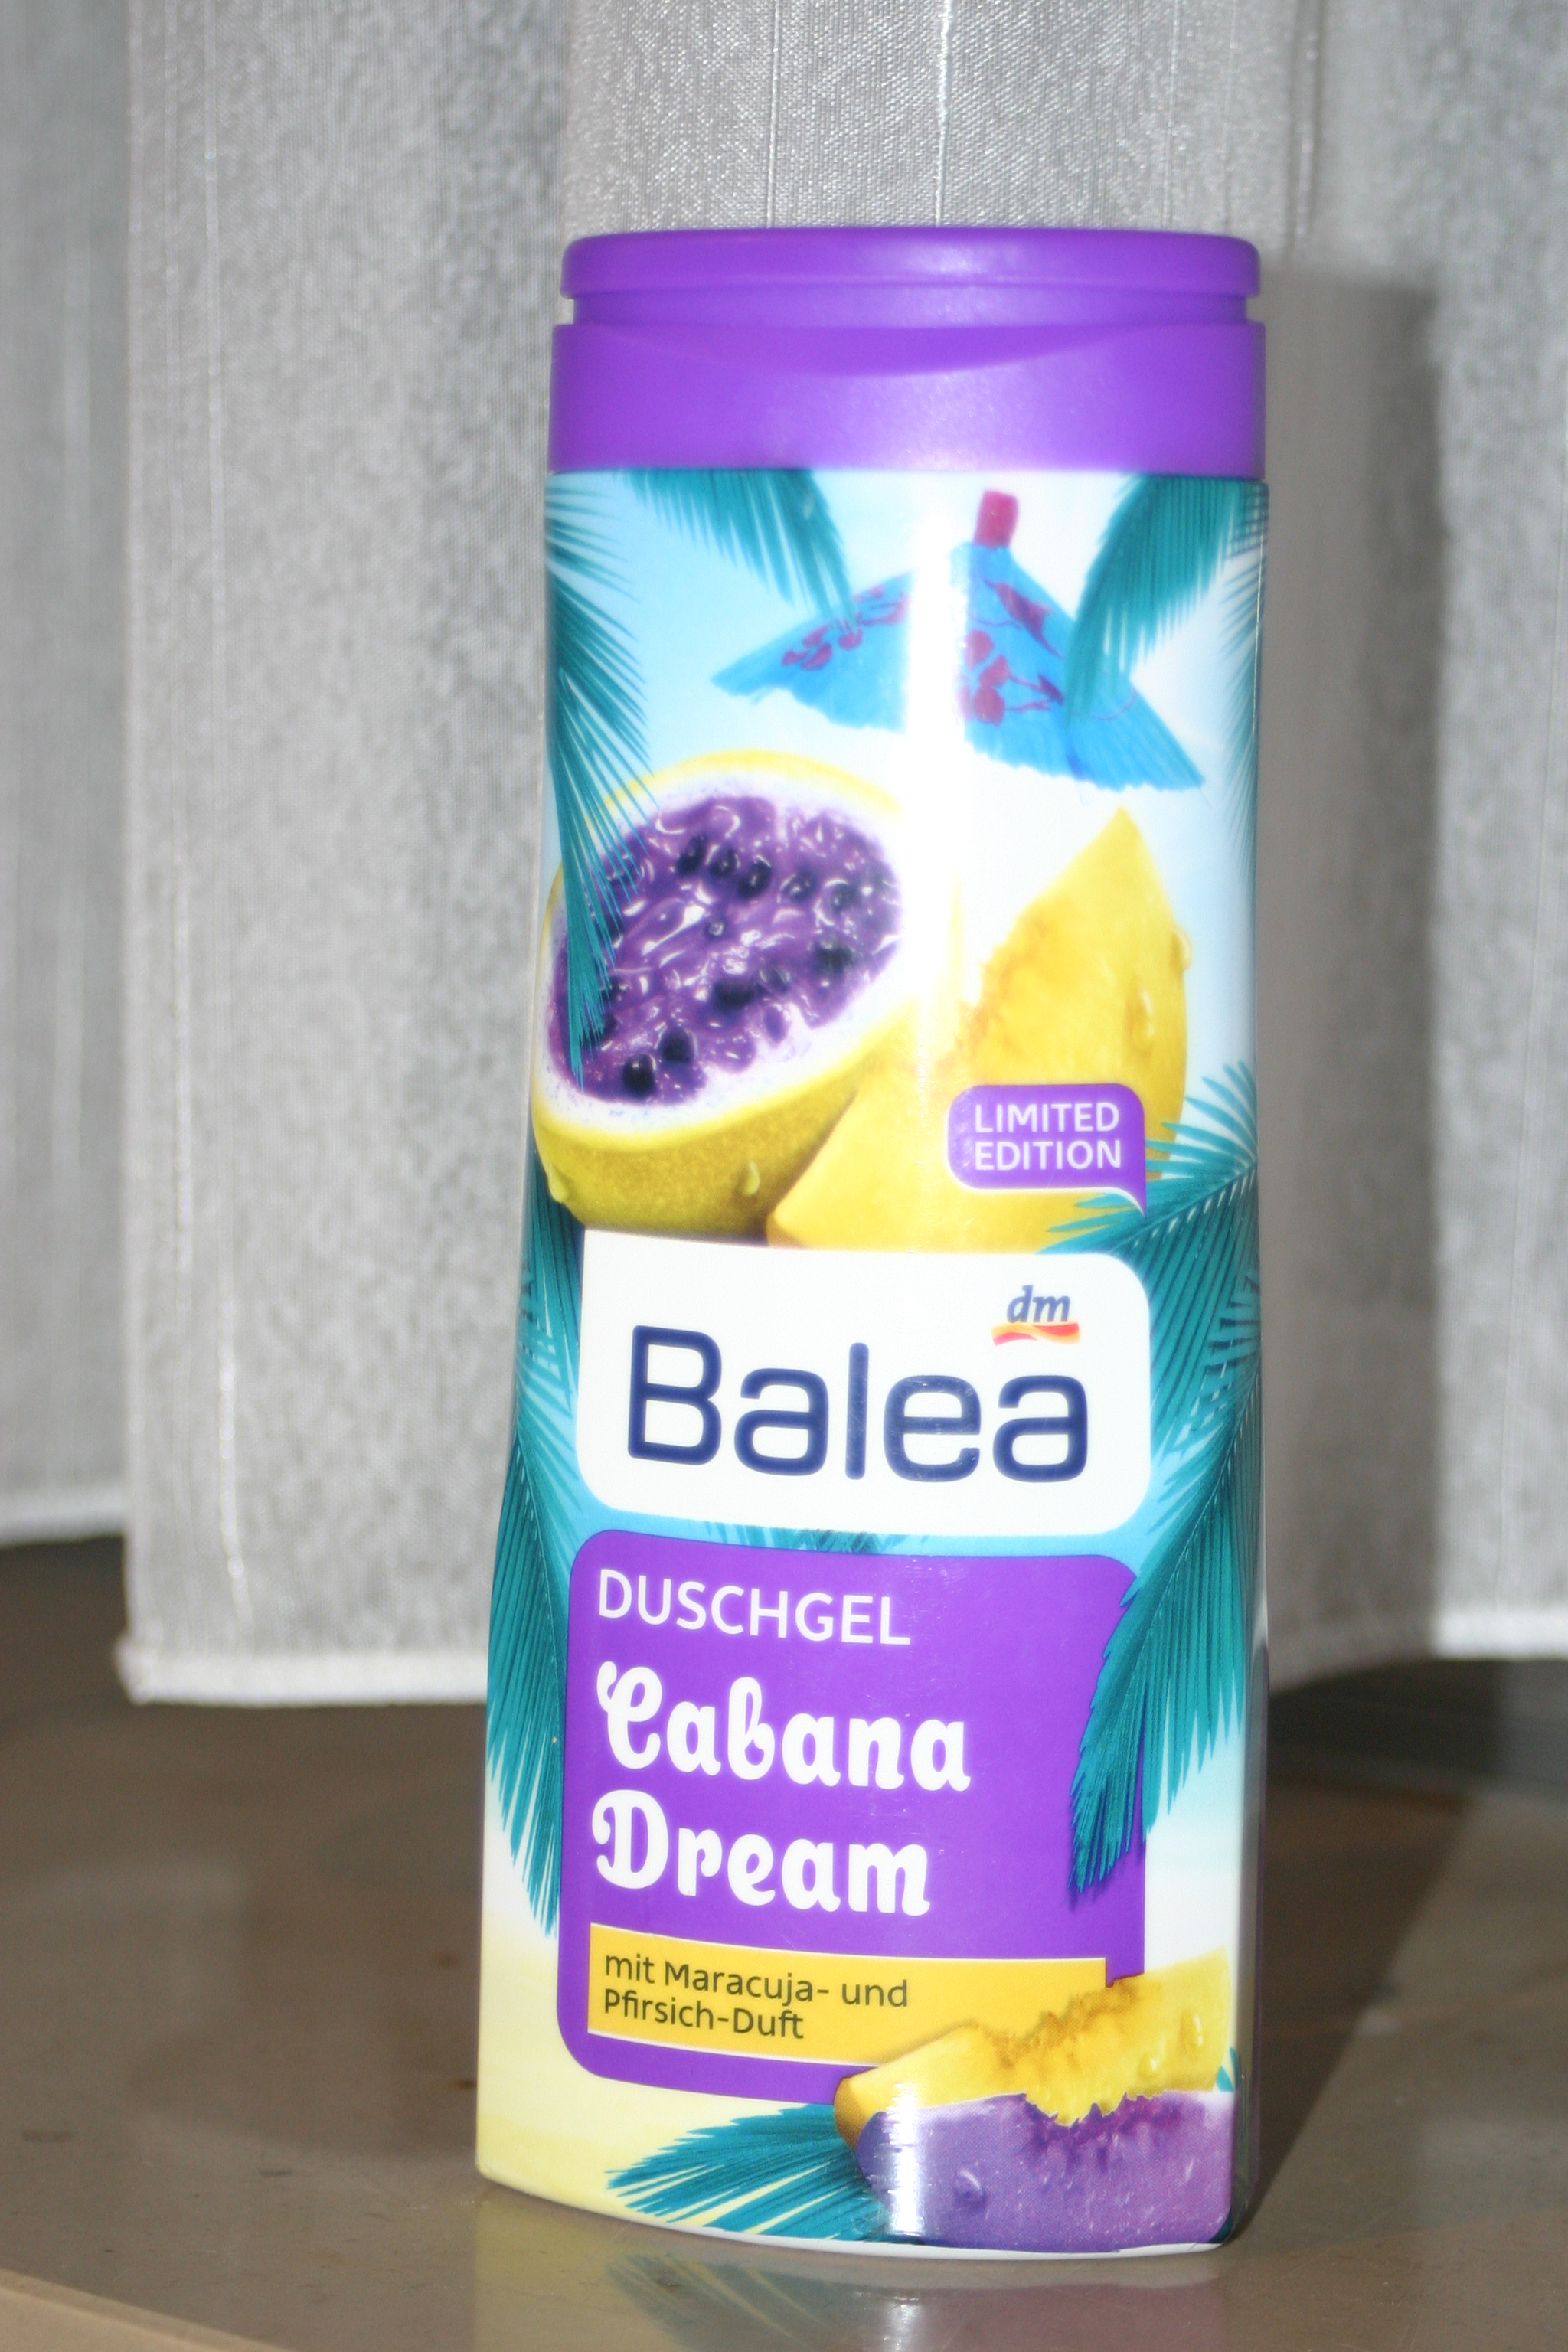 LIMITED
EDITION
dm
Balea
DUSCHGEL
Cabana
Dream
mit Maracuja- und
Pfirsich-Duft